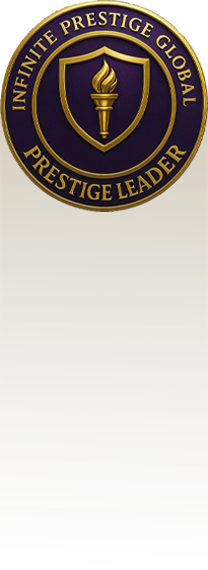 INFINITE PRESTIGE GLOBAL
PRESTIGE LEADER